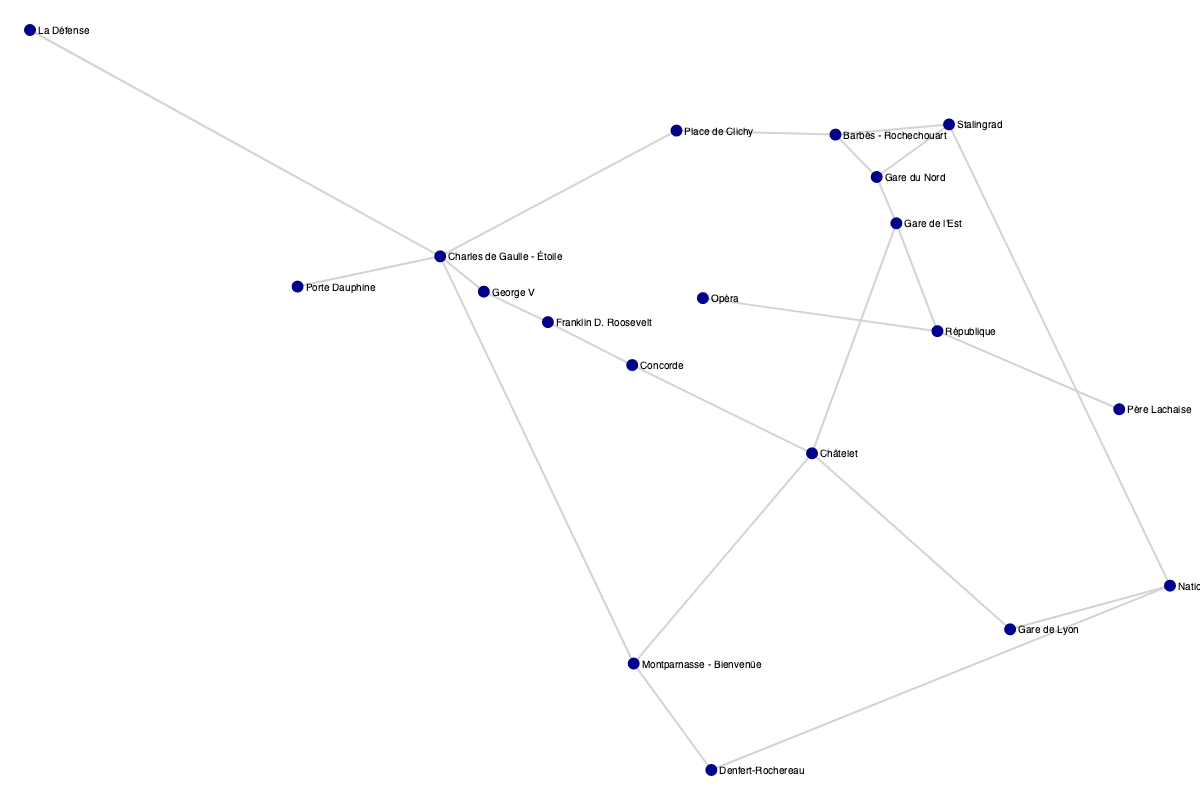 La Défense
Stalingrad
Place de Clichy
Barbès - Rochechouart
Gare du Nord
Gare de l'Est
Charles de Gaulle - Étoile
Porte Dauphine
George V
Opéra
Franklin D. Roosevelt
République
Concorde
Père Lachaise
Châtelet
Natio
Gare de Lyon
Montparnasse - Bienvenüe
Denfert-Rochereau